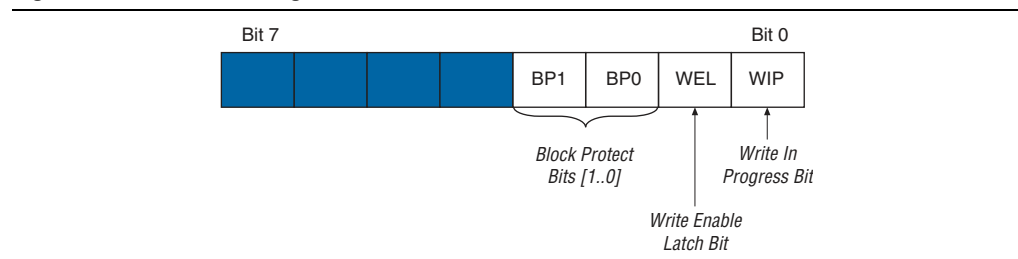 Bit 7 Bit 0
BP1 BP0 WEL WIP
Block Protect
Bits [1..0]
Write In
Progress Bit
Write Enable
Latch Bit